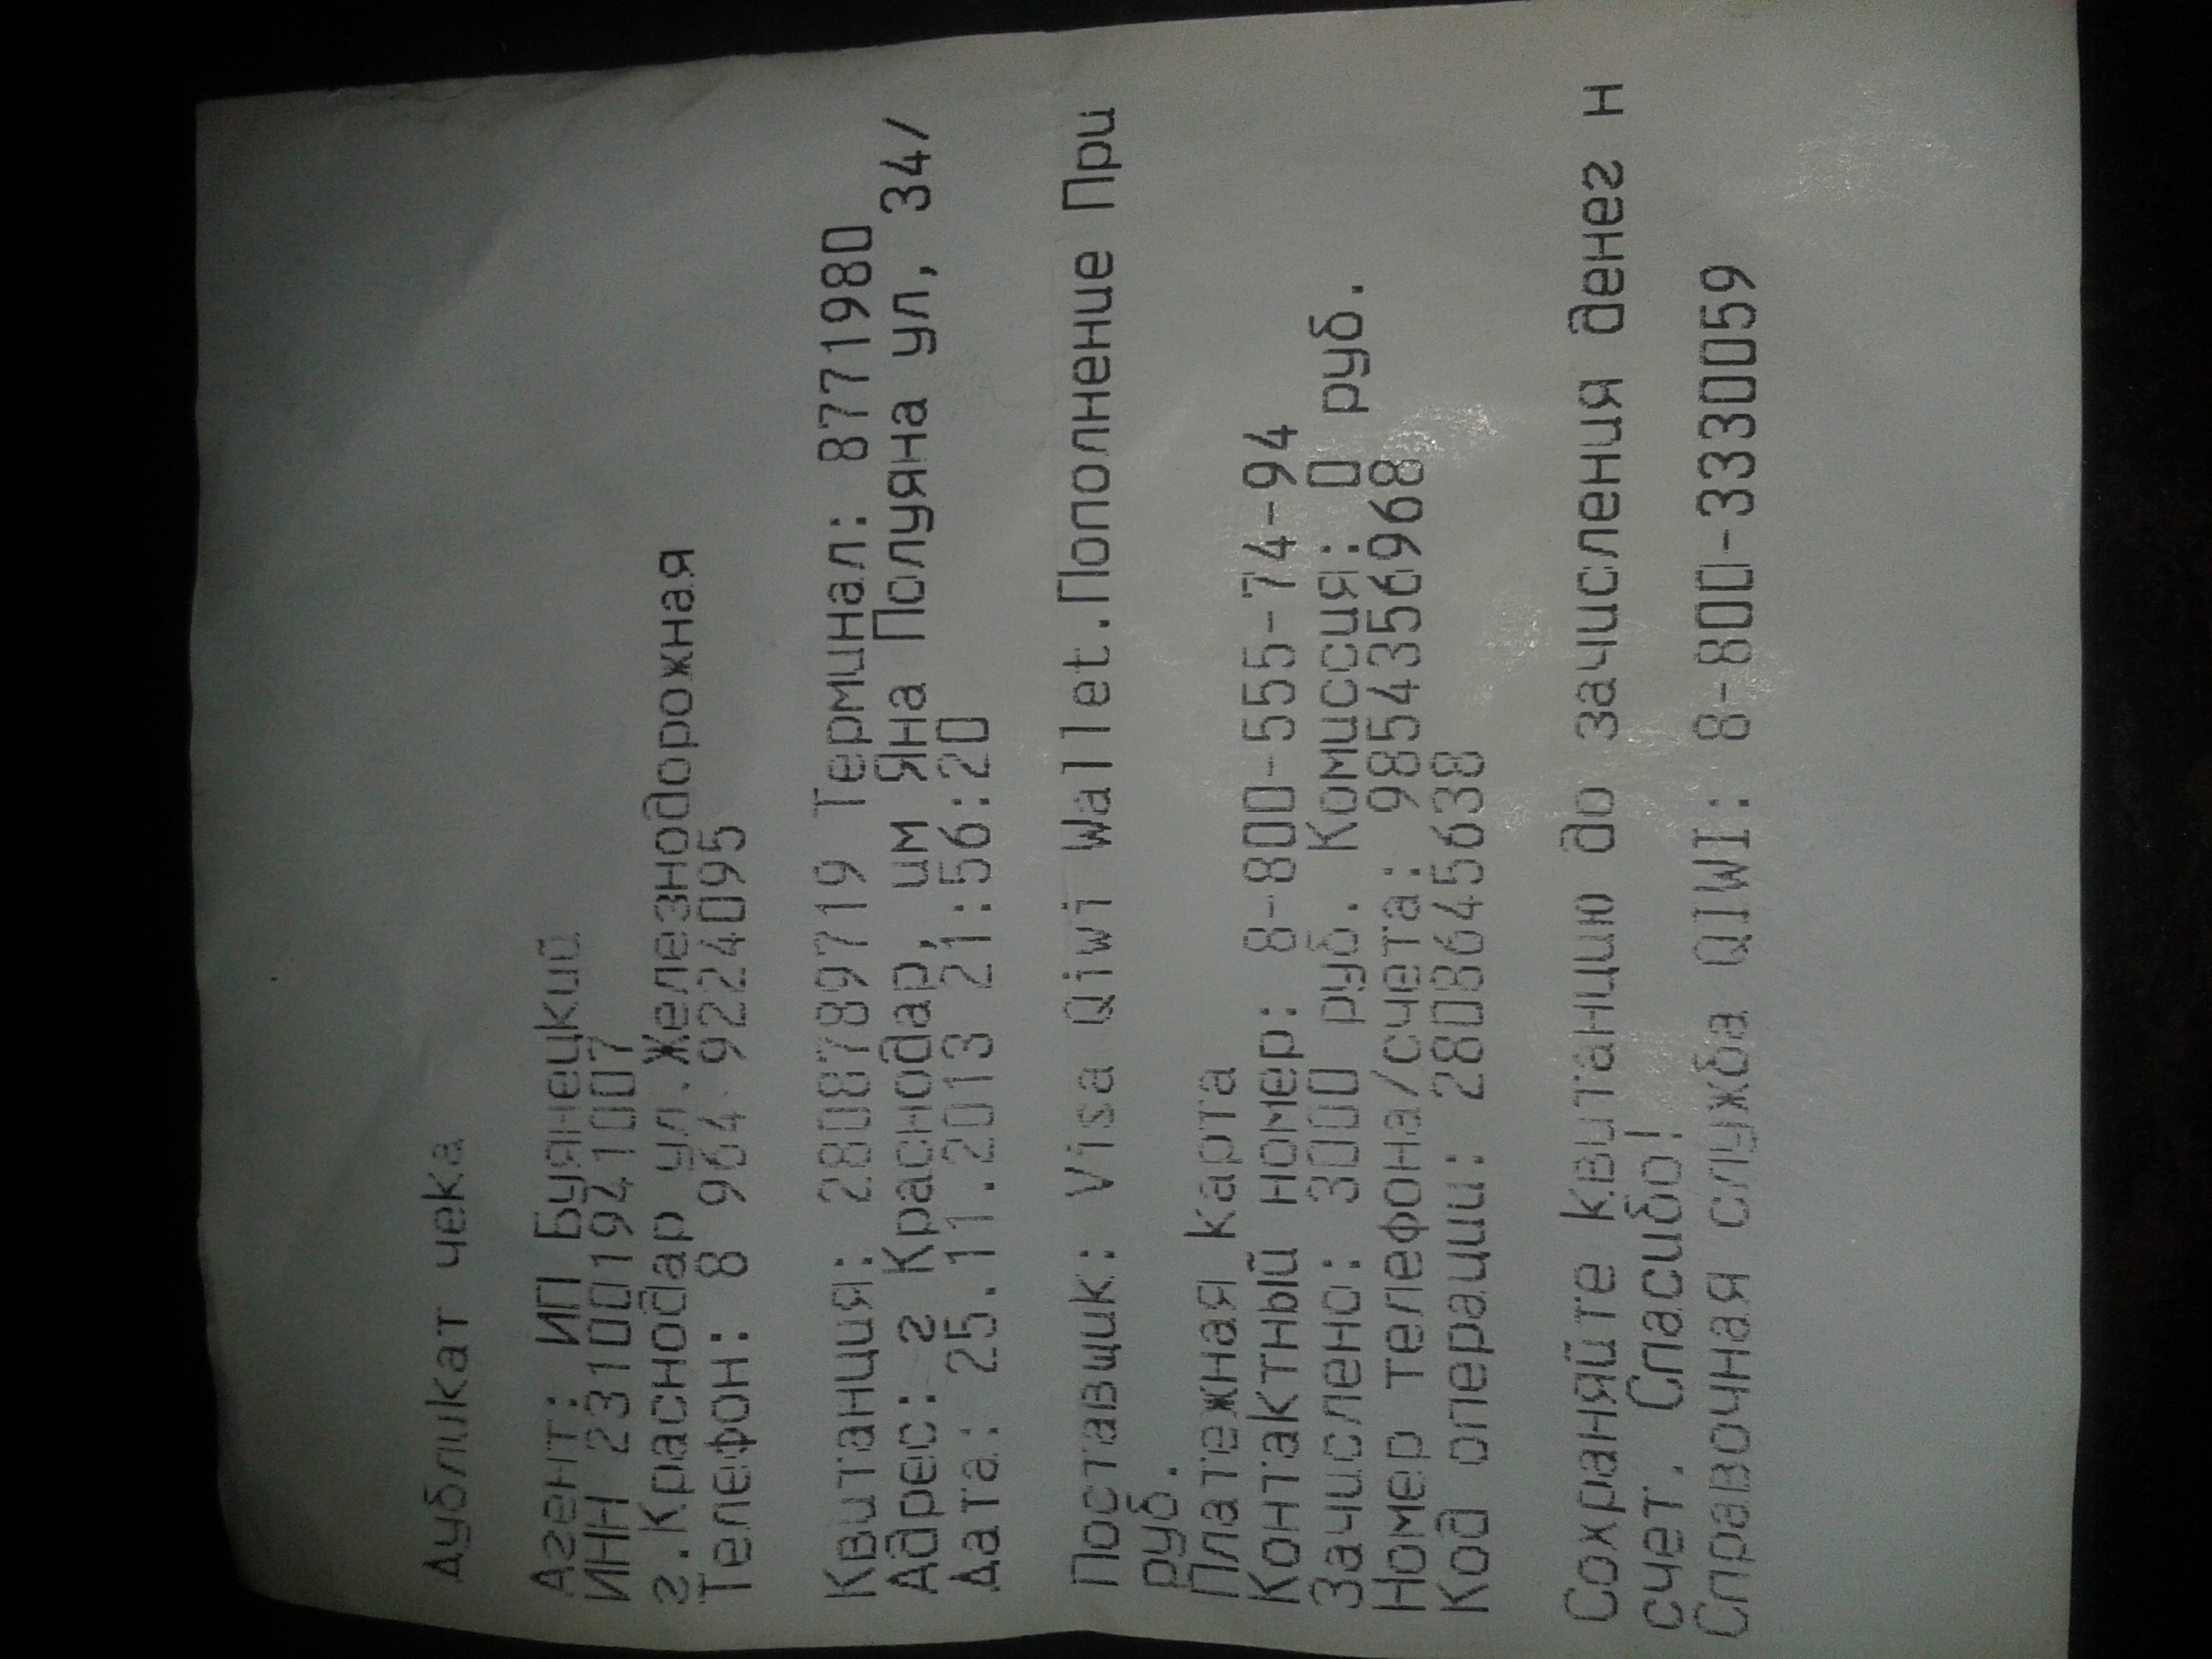 Дубликат чека
Агент: ИП Буянецкий
ИНН 231001941007
г.Краснодар ул.Железнодорожная
Телефон: 8 964 9224095
Квитанция: 2808789719 Терминал: 8771980
Адрес: г Краснодар, им Яна Полуяна ул, 34/
Дата: 25.11.2013 21:56:20
Поставщик: Visa Qiwi Wallet.Пополнение При
руб.
Платежная карта
Контактный номер: 8-800-555-74-94
Зачислено: 3000 руб. Комиссия: 0 руб.
Номер телефона/счета: 9854356968
Код операции: 2808645638
Сохраняйте квитанцию до зачисления денег н
счет. Спасибо!
Справочная служба QIWI: 8-800-3330059